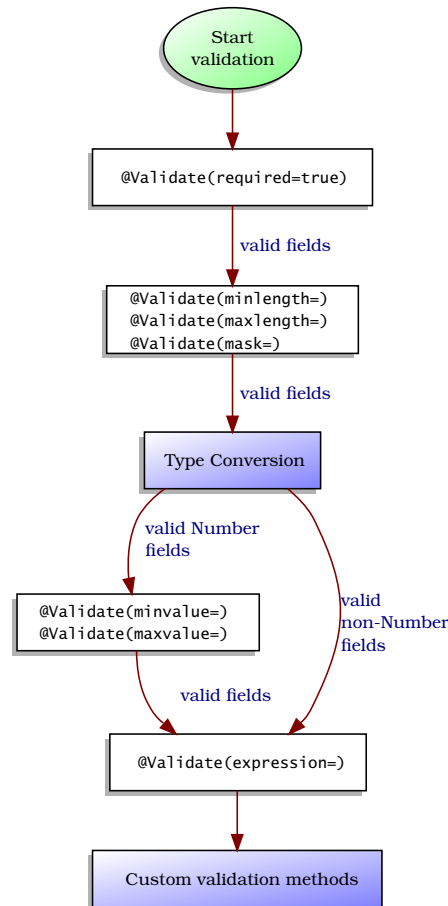 Start
validation
@Validate(required=true)
valid fields
@Validate(minlength=)
@Validate(maxlength=)
@Validate(mask=)
valid fields
Type Conversion
valid Number
fields
valid
non-Number
fields
@Validate(minvalue=)
@Validate(maxvalue=)
valid fields
@Validate(expression=)
Custom validation methods